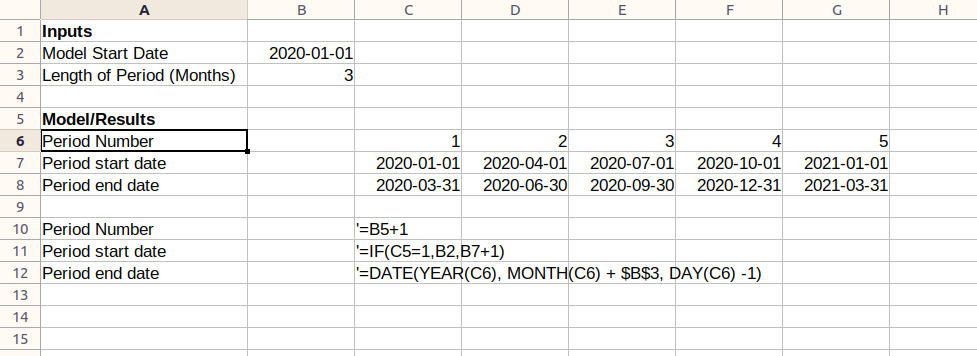 A B C D E F G H
1 Inputs
2 Model Start Date 2020-01-01
3 Length of Period (Months) 3
4
5 Model/Results
6 Period Number 1 2 3 4 5
7 Period start date 2020-01-01 2020-04-01 2020-07-01 2020-10-01 2021-01-01
8 Period end date 2020-03-31 2020-06-30 2020-09-30 2020-12-31 2021-03-31
9
10 Period Number '=B5+1
11 Period start date '=IF(C5=1,B2,B7+1)
12 Period end date '=DATE(YEAR(C6), MONTH(C6) + $B$3, DAY(C6) -1)
13
14
15